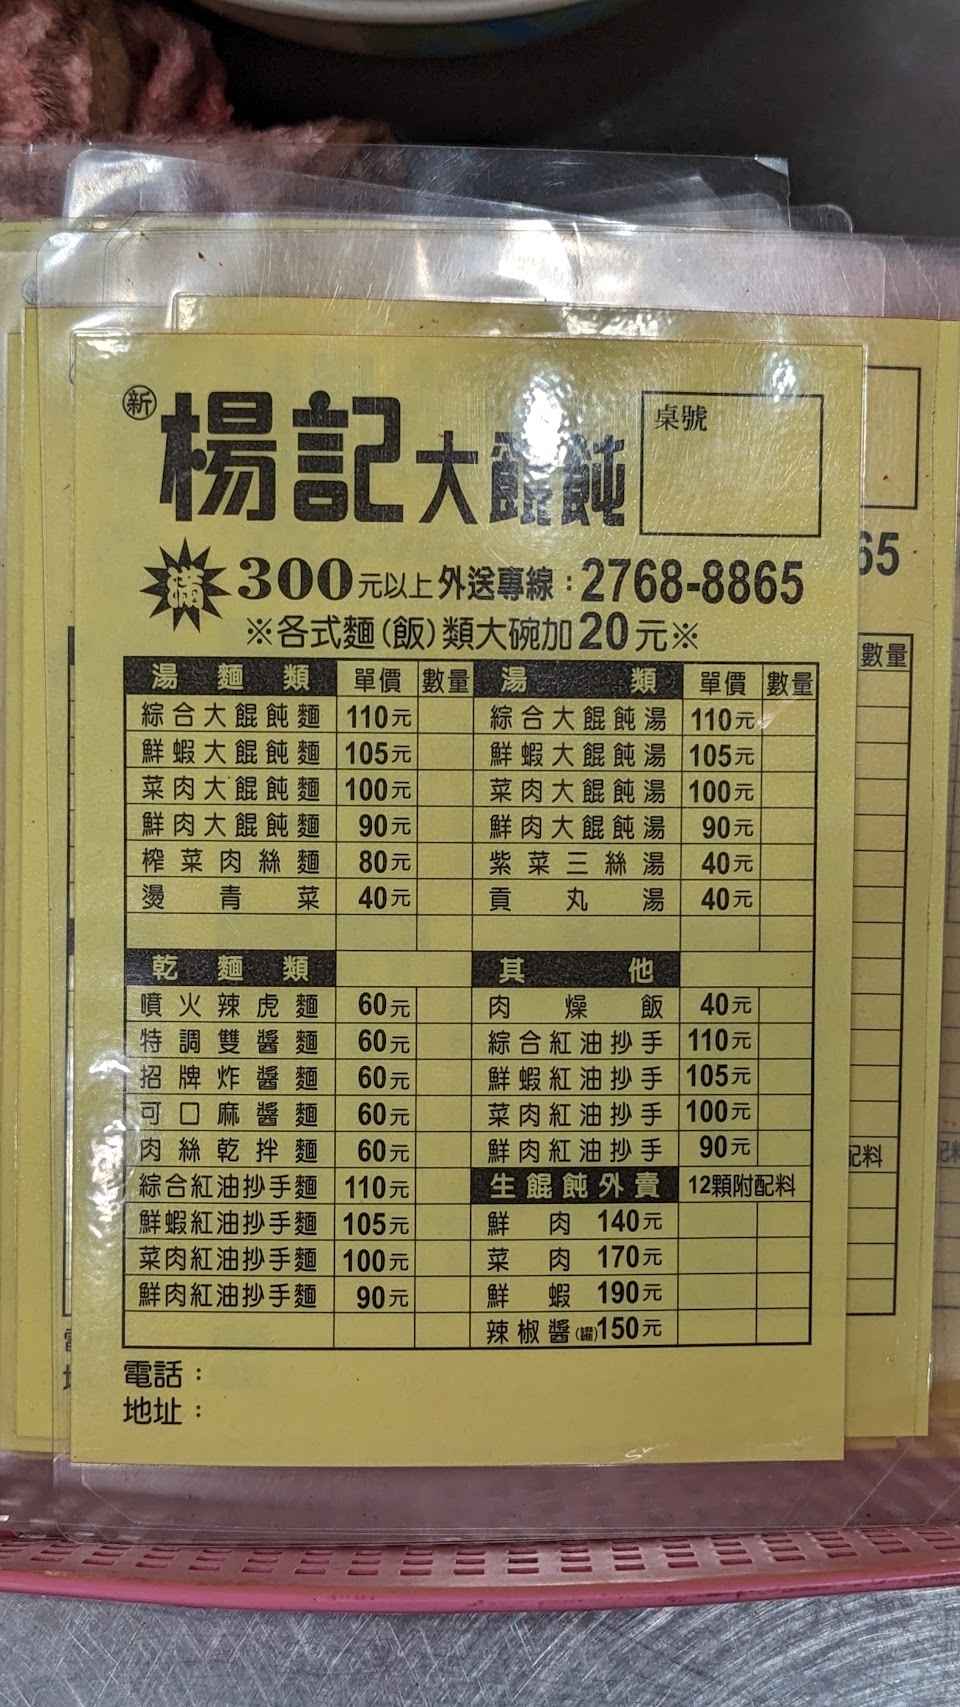 新 楊記大餛飩 桌號
滿300元以上外送專線：2768-8865
※各式麵(飯)類大碗加20元※
湯麵類 單價 數量 湯類 單價 數量
綜合大餛飩麵 110元 綜合大餛飩湯 110元
鮮蝦大餛飩麵 105元 鮮蝦大餛飩湯 105元
菜肉大餛飩麵 100元 菜肉大餛飩湯 100元
鮮肉大餛飩麵 90元 鮮肉大餛飩湯 90元
榨菜肉絲麵 80元 紫菜三絲湯 40元
燙青菜 40元 貢丸湯 40元
乾麵類 其他
噴火辣虎麵 60元 肉燥飯 40元
特調雙醬麵 60元 綜合紅油抄手 110元
招牌炸醬麵 60元 鮮蝦紅油抄手 105元
可口麻醬麵 60元 菜肉紅油抄手 100元
肉絲乾拌麵 60元 鮮肉紅油抄手 90元
綜合紅油抄手麵 110元 生餛飩外賣 12顆附配料
鮮蝦紅油抄手麵 105元 鮮肉 140元
菜肉紅油抄手麵 100元 菜肉 170元
鮮肉紅油抄手麵 90元 鮮蝦 190元
辣椒醬(罐)150元
電話：
地址：
65
數量
配料